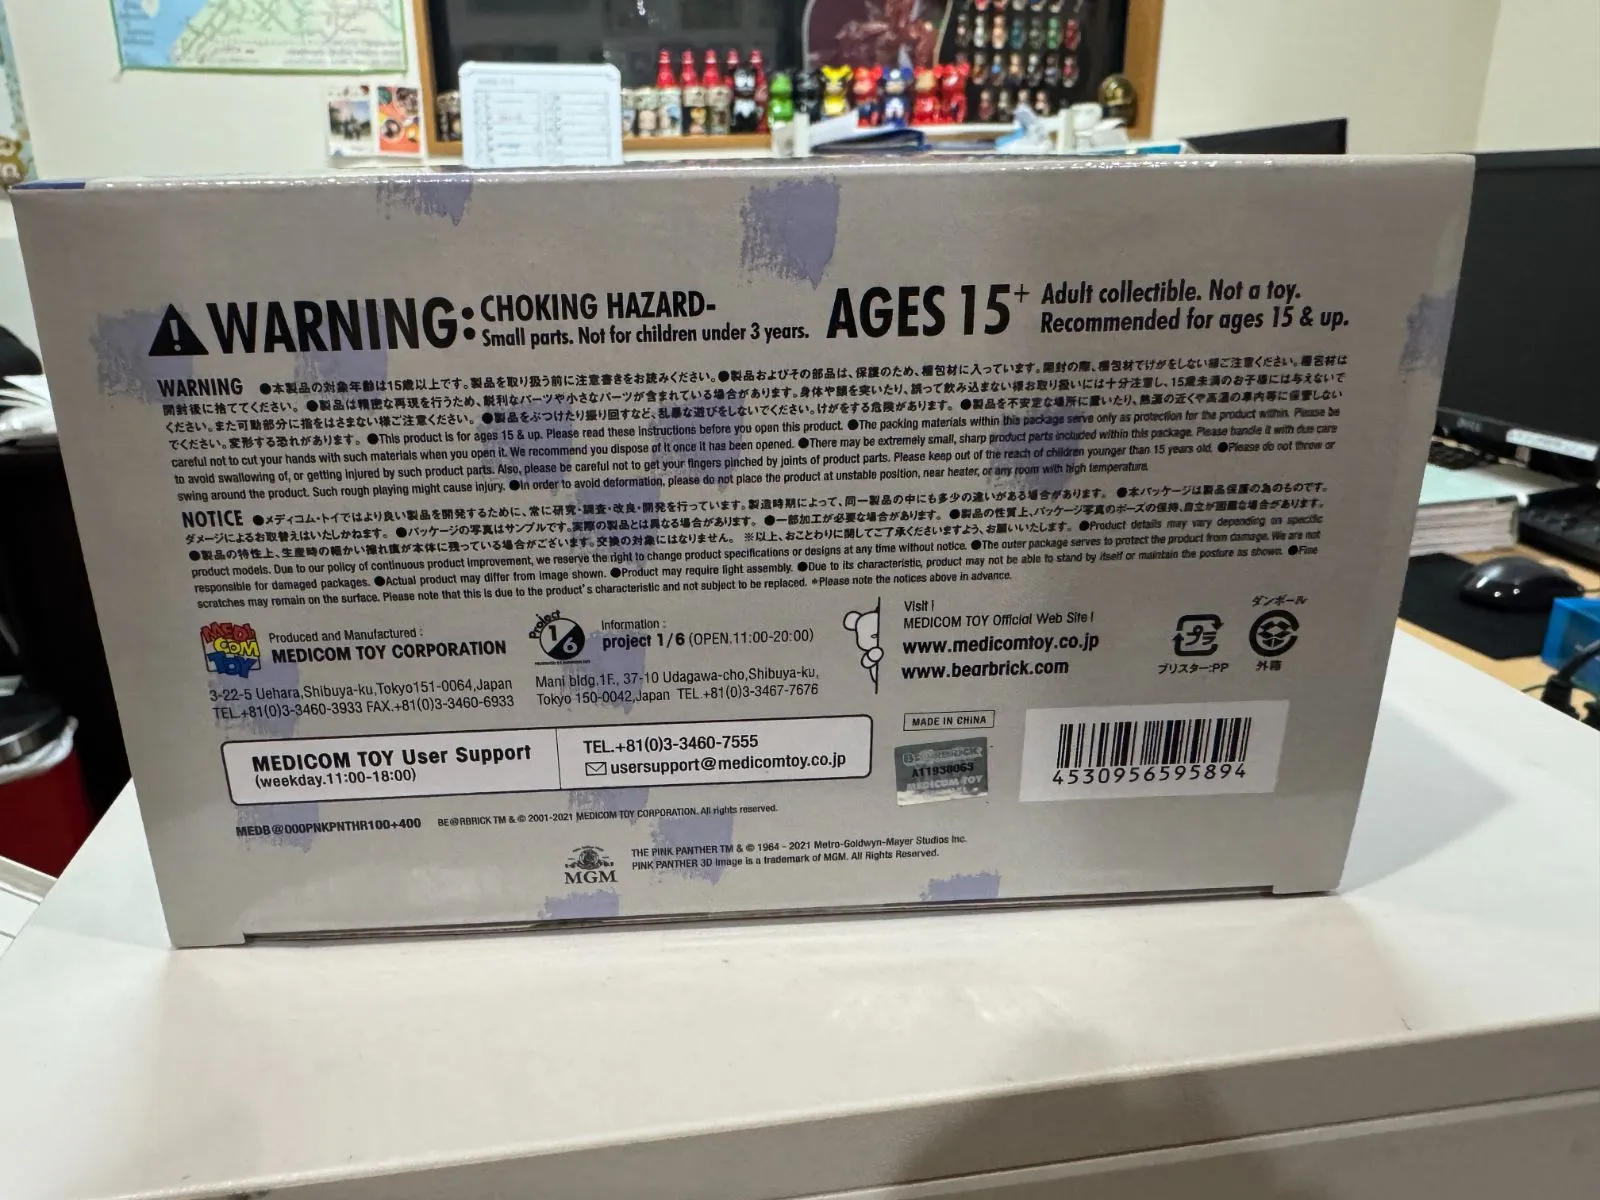 WARNING: CHOKING HAZARD-
Small parts. Not for children under 3 years.
AGES 15+ Adult collectible. Not a toy.
Recommended for ages 15 & up.
WARNING ●本製品の対象年齢は15歳以上です。製品を取り扱う前に注意書きをお読みください。●製品およびその部品は、保護のため、梱包材に入っています。開封の際、梱包材でけがをしない様ご注意ください。梱包材は
開封後に捨ててください。 ●製品は精密な再現を行うため、鋭利なパーツや小さなパーツが含まれている場合があります。身体や顔を突いたり、誤って飲み込まない様お取り扱いには十分注意し、15歳未満のお子様には与えないで
ください。また可動部分に指をはさまない様ご注意ください。 ●製品をぶつけたり振り回すなど、乱暴な遊びをしないでください。けがをする危険があります。 ●製品を不安定な場所に置いたり、熱源の近くや高温の車内等に保管しない
でください。変形する恐れがあります。 ●This product is for ages 15 & up. Please read these instructions before you open this product. ●The packing materials within this package serve only as protection for the product within. Please be
careful not to cut your hands with such materials when you open it. We recommend you dispose of it once it has been opened. ●There may be extremely small, sharp product parts included within this package. Please handle it with due care
to avoid swallowing of, or getting injured by such product parts. Also, please be careful not to get your fingers pinched by joints of product parts. Please keep out of the reach of children younger than 15 years old. ●Please do not throw or
swing around the product. Such rough playing might cause injury. ●In order to avoid deformation, please do not place the product at unstable position, near heater, or any room with high temperature.
NOTICE ●メディコム・トイではより良い製品を開発するために、常に研究・調査・改良・開発を行っています。製造時期によって、同一製品の中にも多少の違いがある場合があります。 ●本パッケージは製品保護の為のものです。
ダメージによるお取替えはいたしかねます。 ●パッケージの写真はサンプルです。実際の製品とは異なる場合があります。 ●一部加工が必要な場合があります。 ●製品の性質上、パッケージ写真のポーズの保持、自立が困難な場合があります。
●製品の特性上、生産時の細かい擦れ傷が本体に残っている場合がございます。交換の対象にはなりません。 ※以上、おことわりに関してご了承くださいますよう、お願いいたします。 ●Product details may vary depending on specific
product models. Due to our policy of continuous product improvement, we reserve the right to change product specifications or designs at any time without notice. ●The outer package serves to protect the product from damage. We are not
responsible for damaged packages. ●Actual product may differ from image shown. ●Product may require light assembly. ●Due to its characteristic, product may not be able to stand by itself or maintain the posture as shown. ●Fine
scratches may remain on the surface. Please note that this is due to the product's characteristic and not subject to be replaced. *Please note the notices above in advance.
MEDI COM TOY
Produced and Manufactured :
MEDICOM TOY CORPORATION
3-22-5 Uehara,Shibuya-ku,Tokyo151-0064,Japan
TEL.+81(0)3-3460-3933 FAX.+81(0)3-3460-6933
Project 1/6
Information :
project 1/6 (OPEN.11:00-20:00)
Mani bldg.1F., 37-10 Udagawa-cho,Shibuya-ku,
Tokyo 150-0042,Japan TEL.+81(0)3-3467-7676
Visit !
MEDICOM TOY Official Web Site !
www.medicomtoy.co.jp
www.bearbrick.com
プラ
ブリスター:PP
ダンボール
外箱
MEDICOM TOY User Support
(weekday.11:00-18:00)
TEL.+81(0)3-3460-7555
usersupport@medicomtoy.co.jp
MADE IN CHINA
BE@RBRICK
A11938063
MEDICOM TOY
4530956595894
MEDB@000PNKPNTHR100+400
BE@RBRICK TM & © 2001-2021 MEDICOM TOY CORPORATION. All rights reserved.
MGM
THE PINK PANTHER TM & © 1964 - 2021 Metro-Goldwyn-Mayer Studios Inc.
PINK PANTHER 3D Image is a trademark of MGM. All Rights Reserved.